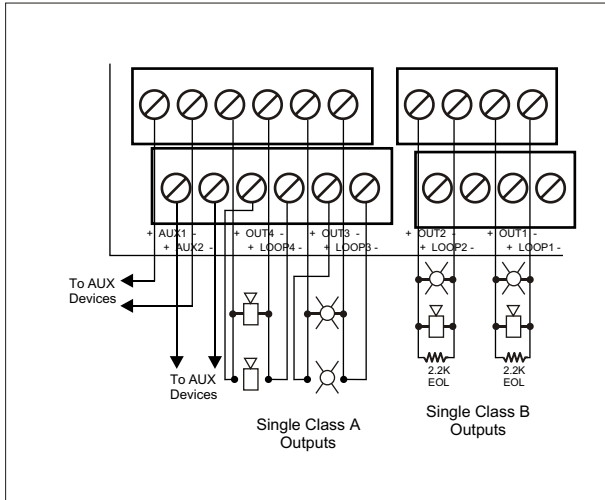 + AUX1 - + OUT4 - + OUT3 - + OUT2 - + OUT1 -
+ AUX2 - + LOOP4 - + LOOP3 - + LOOP2 - + LOOP1 -
To AUX
Devices
To AUX
Devices
2.2K
EOL
2.2K
EOL
Single Class A
Outputs
Single Class B
Outputs